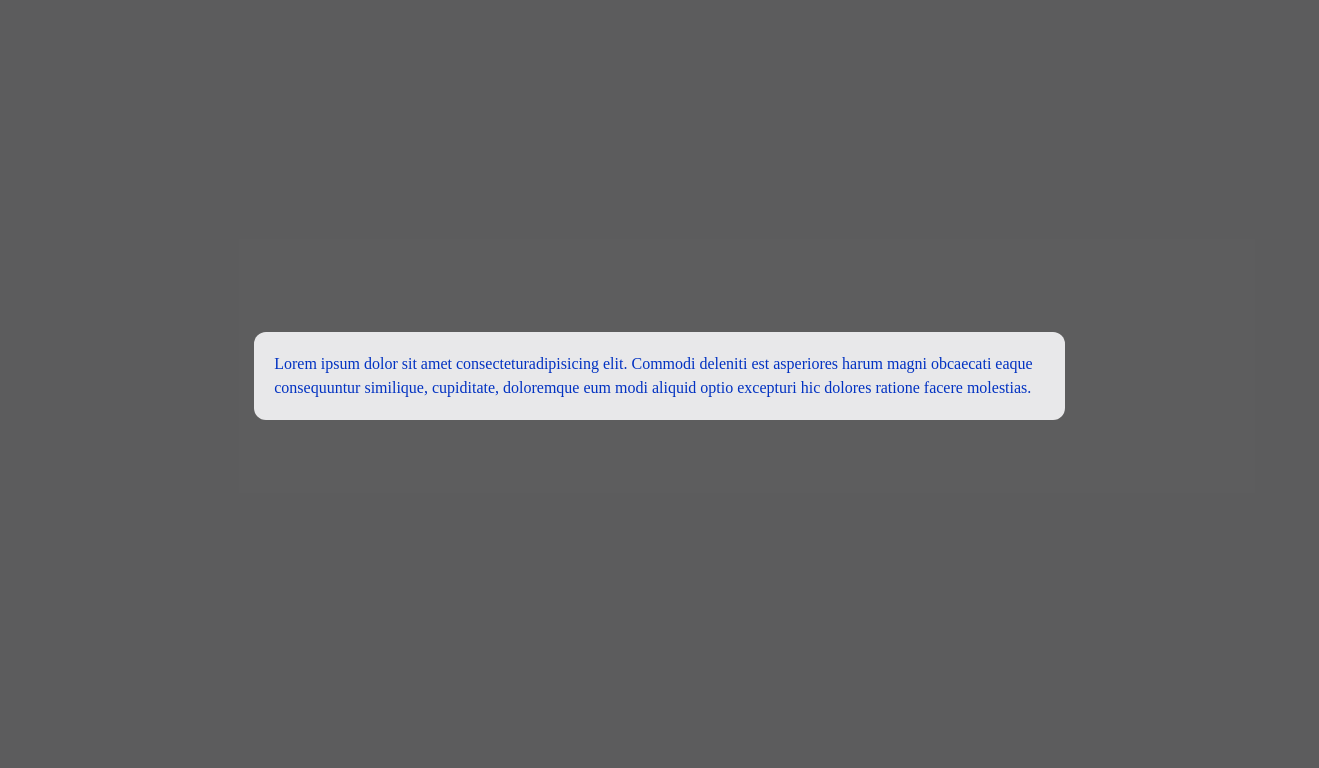 Lorem ipsum dolor sit amet consecteturadipisicing elit. Commodi deleniti est asperiores harum magni obcaecati eaque
consequuntur similique, cupiditate, doloremque eum modi aliquid optio excepturi hic dolores ratione facere molestias.